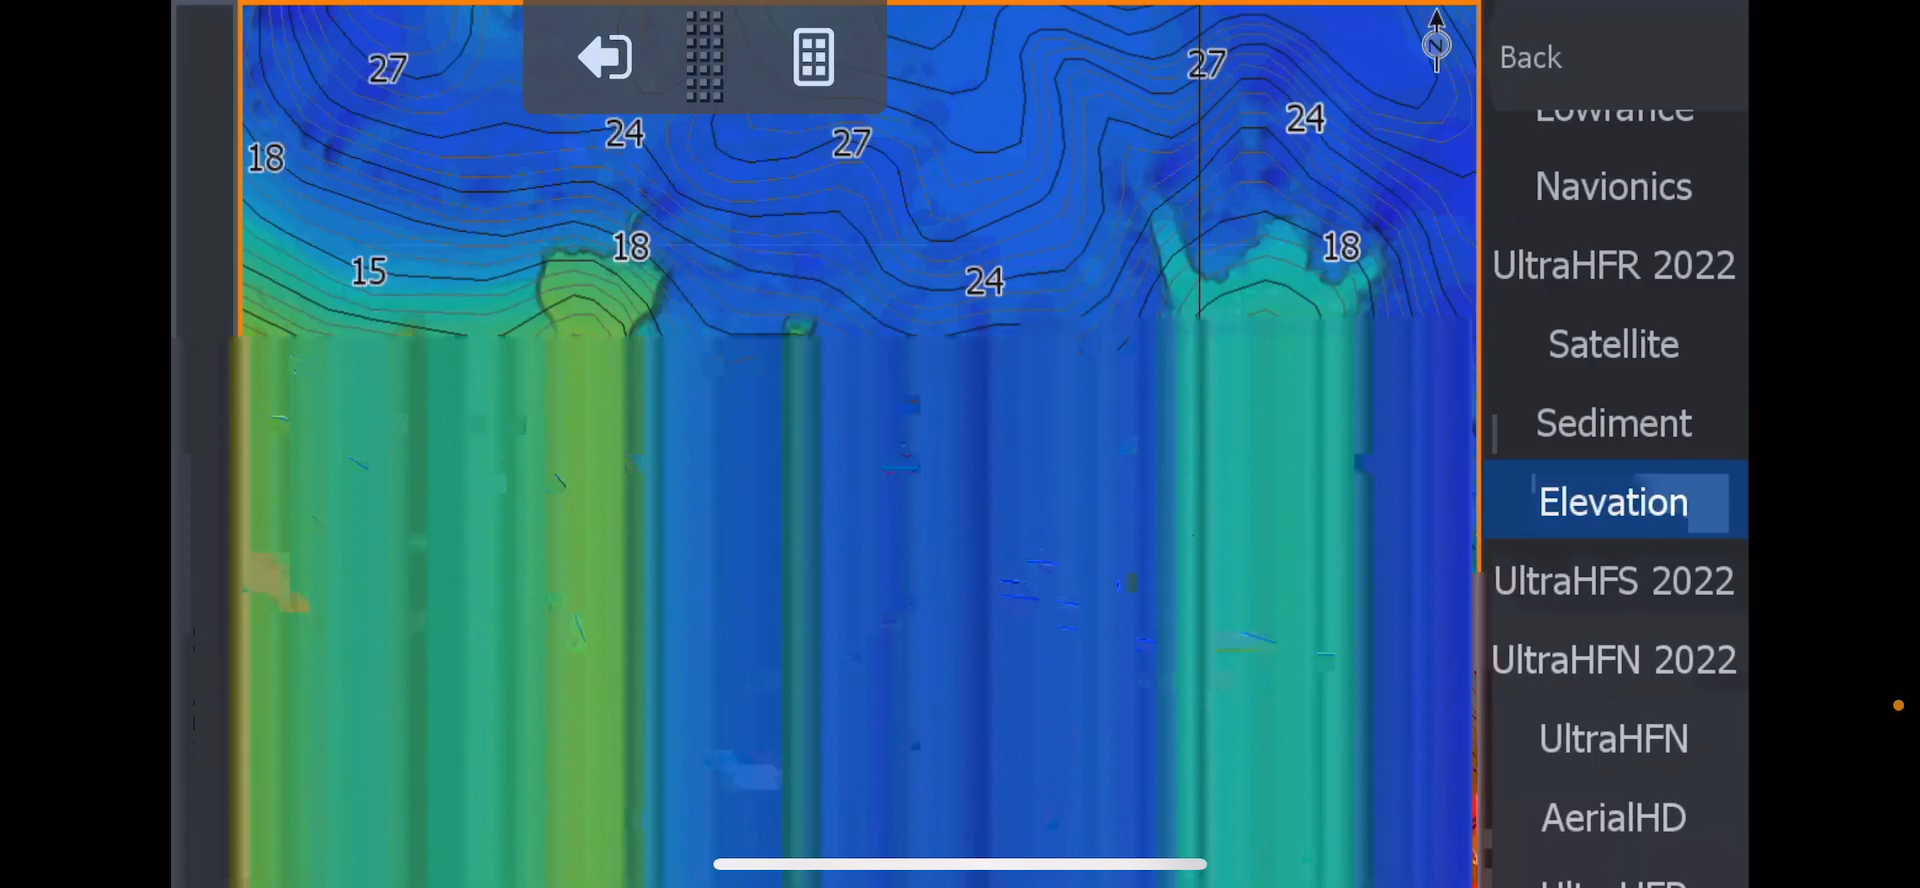 27
24
27
27
24
18
15
18
24
18
N
Back
Lowrance
Navionics
UltraHFR 2022
Satellite
Sediment
Elevation
UltraHFS 2022
UltraHFN 2022
UltraHFN
AerialHD